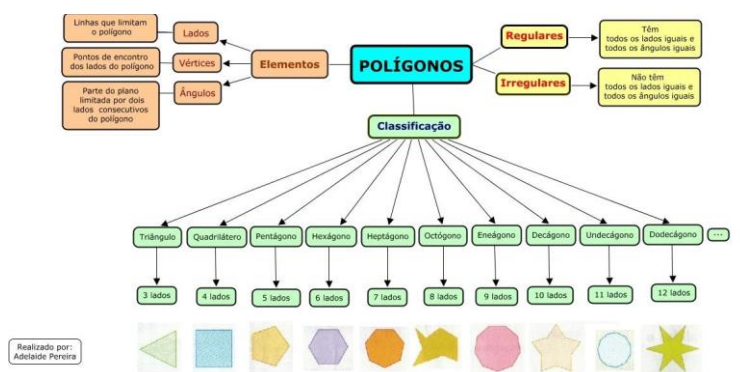 Linhas que limitam
o polígono
Lados
Pontos de encontro
dos lados do polígono
Vértices
Parte do plano
limitada por dois
lados consecutivos
do polígono
Ângulos
Elementos
POLÍGONOS
Regulares
Têm
todos os lados iguais e
todos os ângulos iguais
Irregulares
Não têm
todos os lados iguais e
todos os ângulos iguais
Classificação
Triângulo
Quadrilátero
Pentágono
Hexágono
Heptágono
Octógono
Eneágono
Decágono
Undecágono
Dodecágono
...
3 lados
4 lados
5 lados
6 lados
7 lados
8 lados
9 lados
10 lados
11 lados
12 lados
Realizado por:
Adelaide Pereira